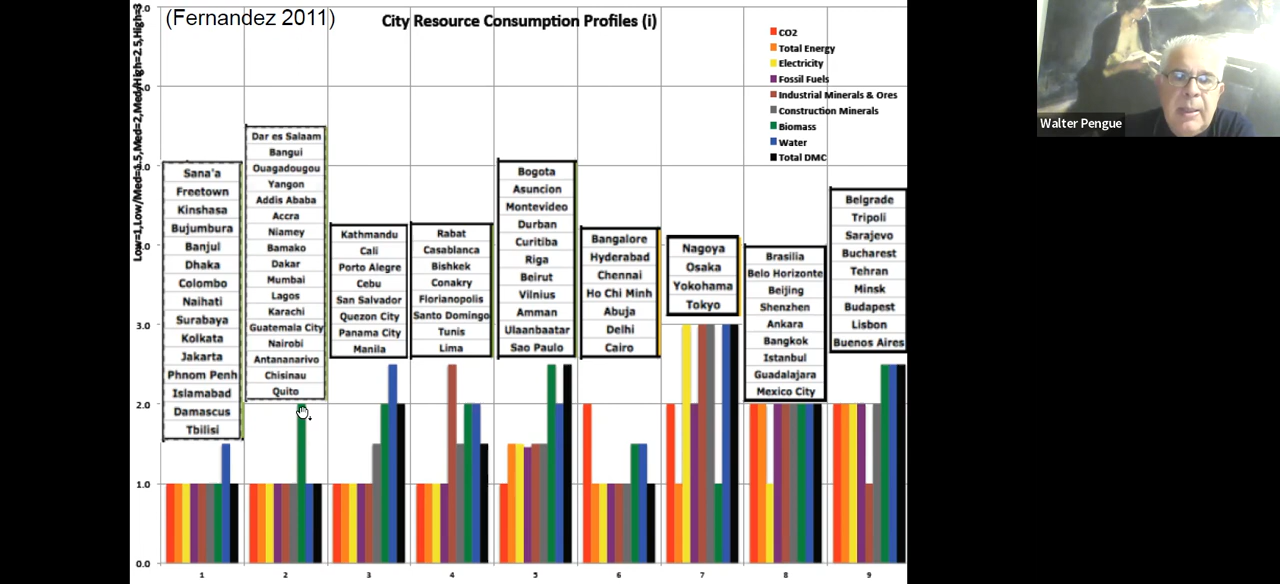 (Fernandez 2011)
City Resource Consumption Profiles (i)
Low=1,Low/Med=1.5,Med=2,Med/High=2.5,High=3
CO2
Total Energy
Electricity
Fossil Fuels
Industrial Minerals & Ores
Construction Minerals
Biomass
Water
Total DMC
Walter Pengue
Sana'a
Freetown
Kinshasa
Bujumbura
Banjul
Dhaka
Colombo
Naihati
Surabaya
Kolkata
Jakarta
Phnom Penh
Islamabad
Damascus
Tbilisi
Dar es Salaam
Bangui
Ouagadougou
Yangon
Addis Ababa
Accra
Niamey
Bamako
Dakar
Mumbai
Lagos
Karachi
Guatemala City
Nairobi
Antananarivo
Chisinau
Quito
Kathmandu
Cali
Porto Alegre
Cebu
San Salvador
Quezon City
Panama City
Manila
Rabat
Casablanca
Bishkek
Conakry
Florianopolis
Santo Domingo
Tunis
Lima
Bogota
Asuncion
Montevideo
Durban
Curitiba
Riga
Beirut
Vilnius
Amman
Ulaanbaatar
Sao Paulo
Bangalore
Hyderabad
Chennai
Ho Chi Minh
Abuja
Delhi
Cairo
Nagoya
Osaka
Yokohama
Tokyo
Brasilia
Belo Horizonte
Beijing
Shenzhen
Ankara
Bangkok
Istanbul
Guadalajara
Mexico City
Belgrade
Tripoli
Sarajevo
Bucharest
Tehran
Minsk
Budapest
Lisbon
Buenos Aires
3.0
2.0
1.0
0.0
1 2 3 4 5 6 7 8 9